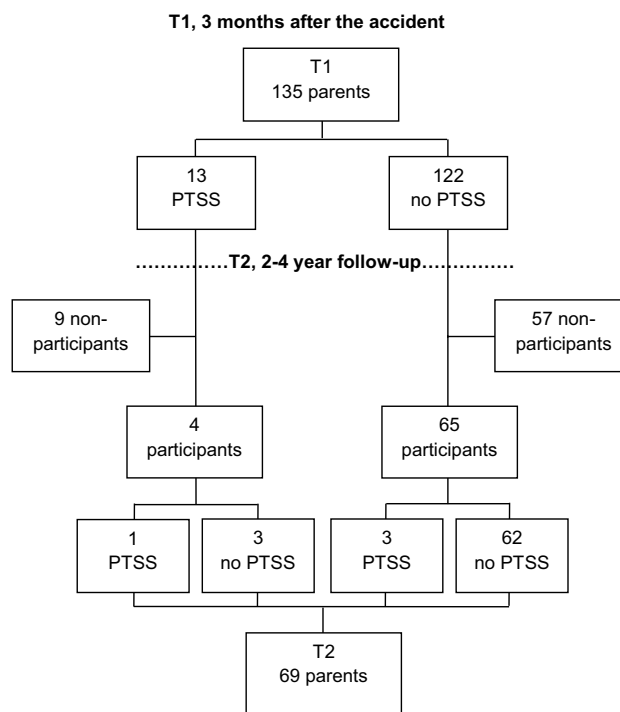 T1, 3 months after the accident
T1
135 parents
13
PTSS
122
no PTSS
........….T2, 2-4 year follow-up….............
9 non-
participants
57 non-
participants
4
participants
65
participants
1
PTSS
3
no PTSS
3
PTSS
62
no PTSS
T2
69 parents